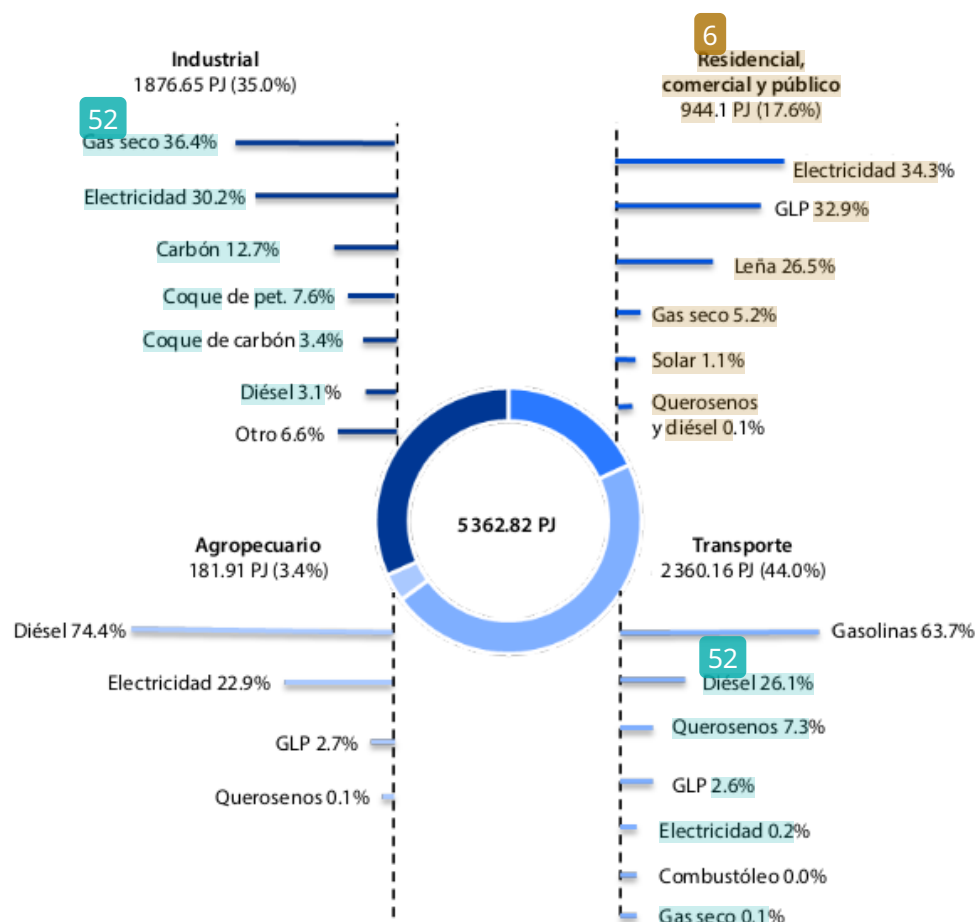 Industrial
1876.65 PJ (35.0%)
52
Gas seco 36.4%
Electricidad 30.2%
Carbón 12.7%
Coque de pet. 7.6%
Coque de carbón 3.4%
Diésel 3.1%
Otro 6.6%
6
Residencial,
comercial y público
944.1 PJ (17.6%)
Electricidad 34.3%
GLP 32.9%
Leña 26.5%
Gas seco 5.2%
Solar 1.1%
Querosenos
y diésel 0.1%
5362.82 PJ
Agropecuario
181.91 PJ (3.4%)
Diésel 74.4%
Electricidad 22.9%
GLP 2.7%
Querosenos 0.1%
Transporte
2360.16 PJ (44.0%)
Gasolinas 63.7%
52
Diésel 26.1%
Querosenos 7.3%
GLP 2.6%
Electricidad 0.2%
Combustóleo 0.0%
Gas seco 0.1%